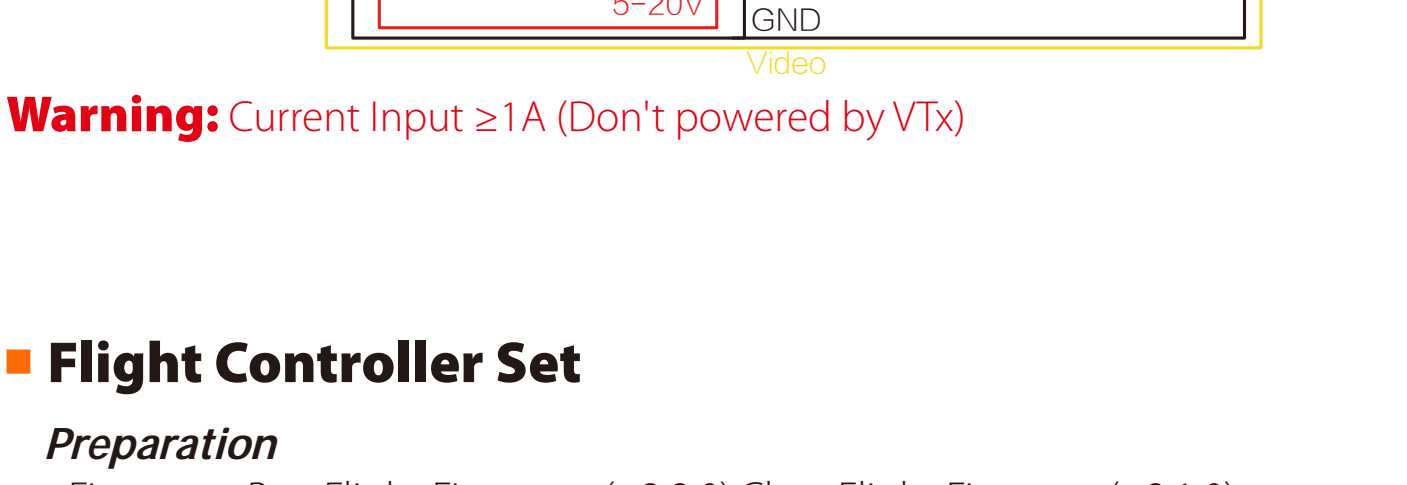 5-20V
GND
Video
Warning: Current Input ≥1A (Don't powered by VTx)
Flight Controller Set
Preparation